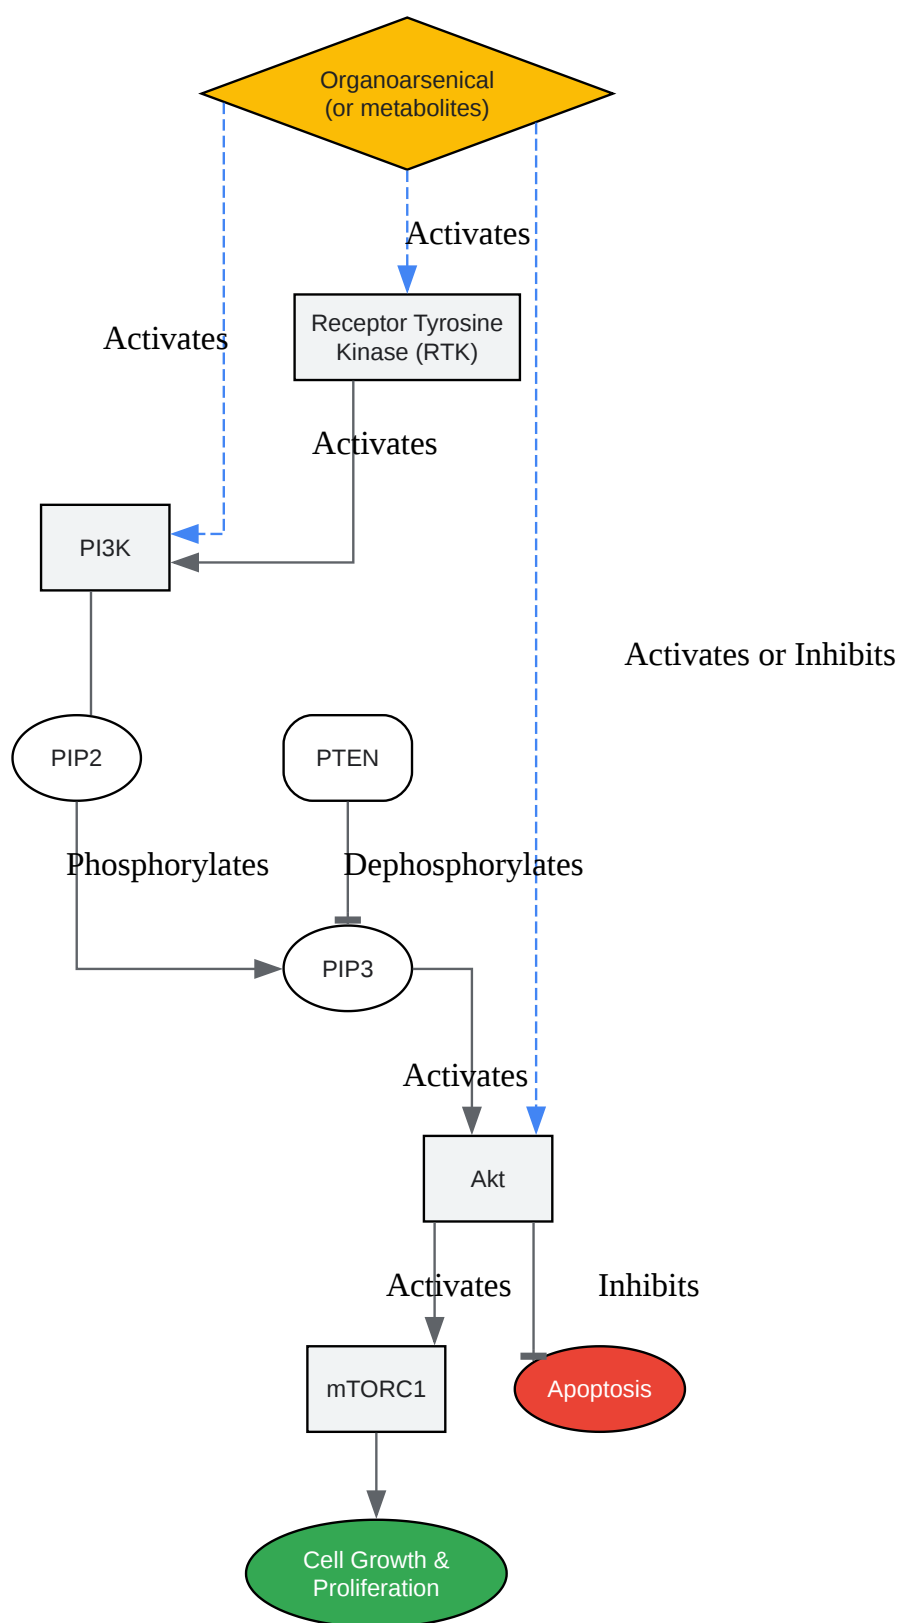 Organoarsenical
(or metabolites)
Activates
Receptor Tyrosine
Kinase (RTK)
Activates
Activates
PI3K
Activates or Inhibits
PIP2
PTEN
Phosphorylates
Dephosphorylates
PIP3
Activates
Akt
Activates
Inhibits
mTORC1
Apoptosis
Cell Growth &
Proliferation